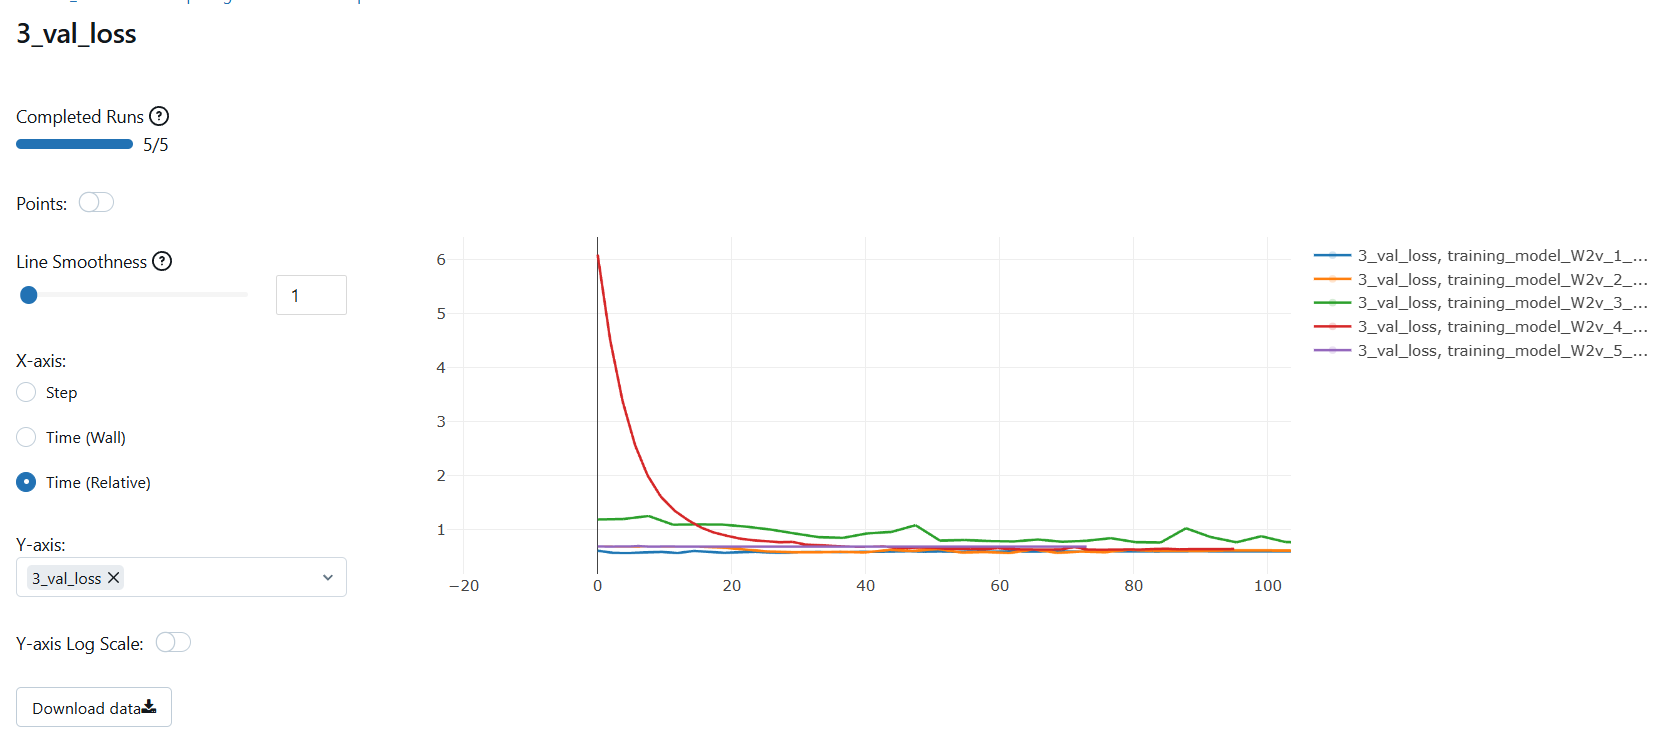 3_val_loss
Completed Runs ?
5/5
Points:
Line Smoothness ?
1
X-axis:
Step
Time (Wall)
Time (Relative)
Y-axis:
3_val_loss
Y-axis Log Scale:
Download data
6
5
4
3
2
1
−20 0 20 40 60 80 100
3_val_loss, training_model_W2v_1_...
3_val_loss, training_model_W2v_2_...
3_val_loss, training_model_W2v_3_...
3_val_loss, training_model_W2v_4_...
3_val_loss, training_model_W2v_5_...